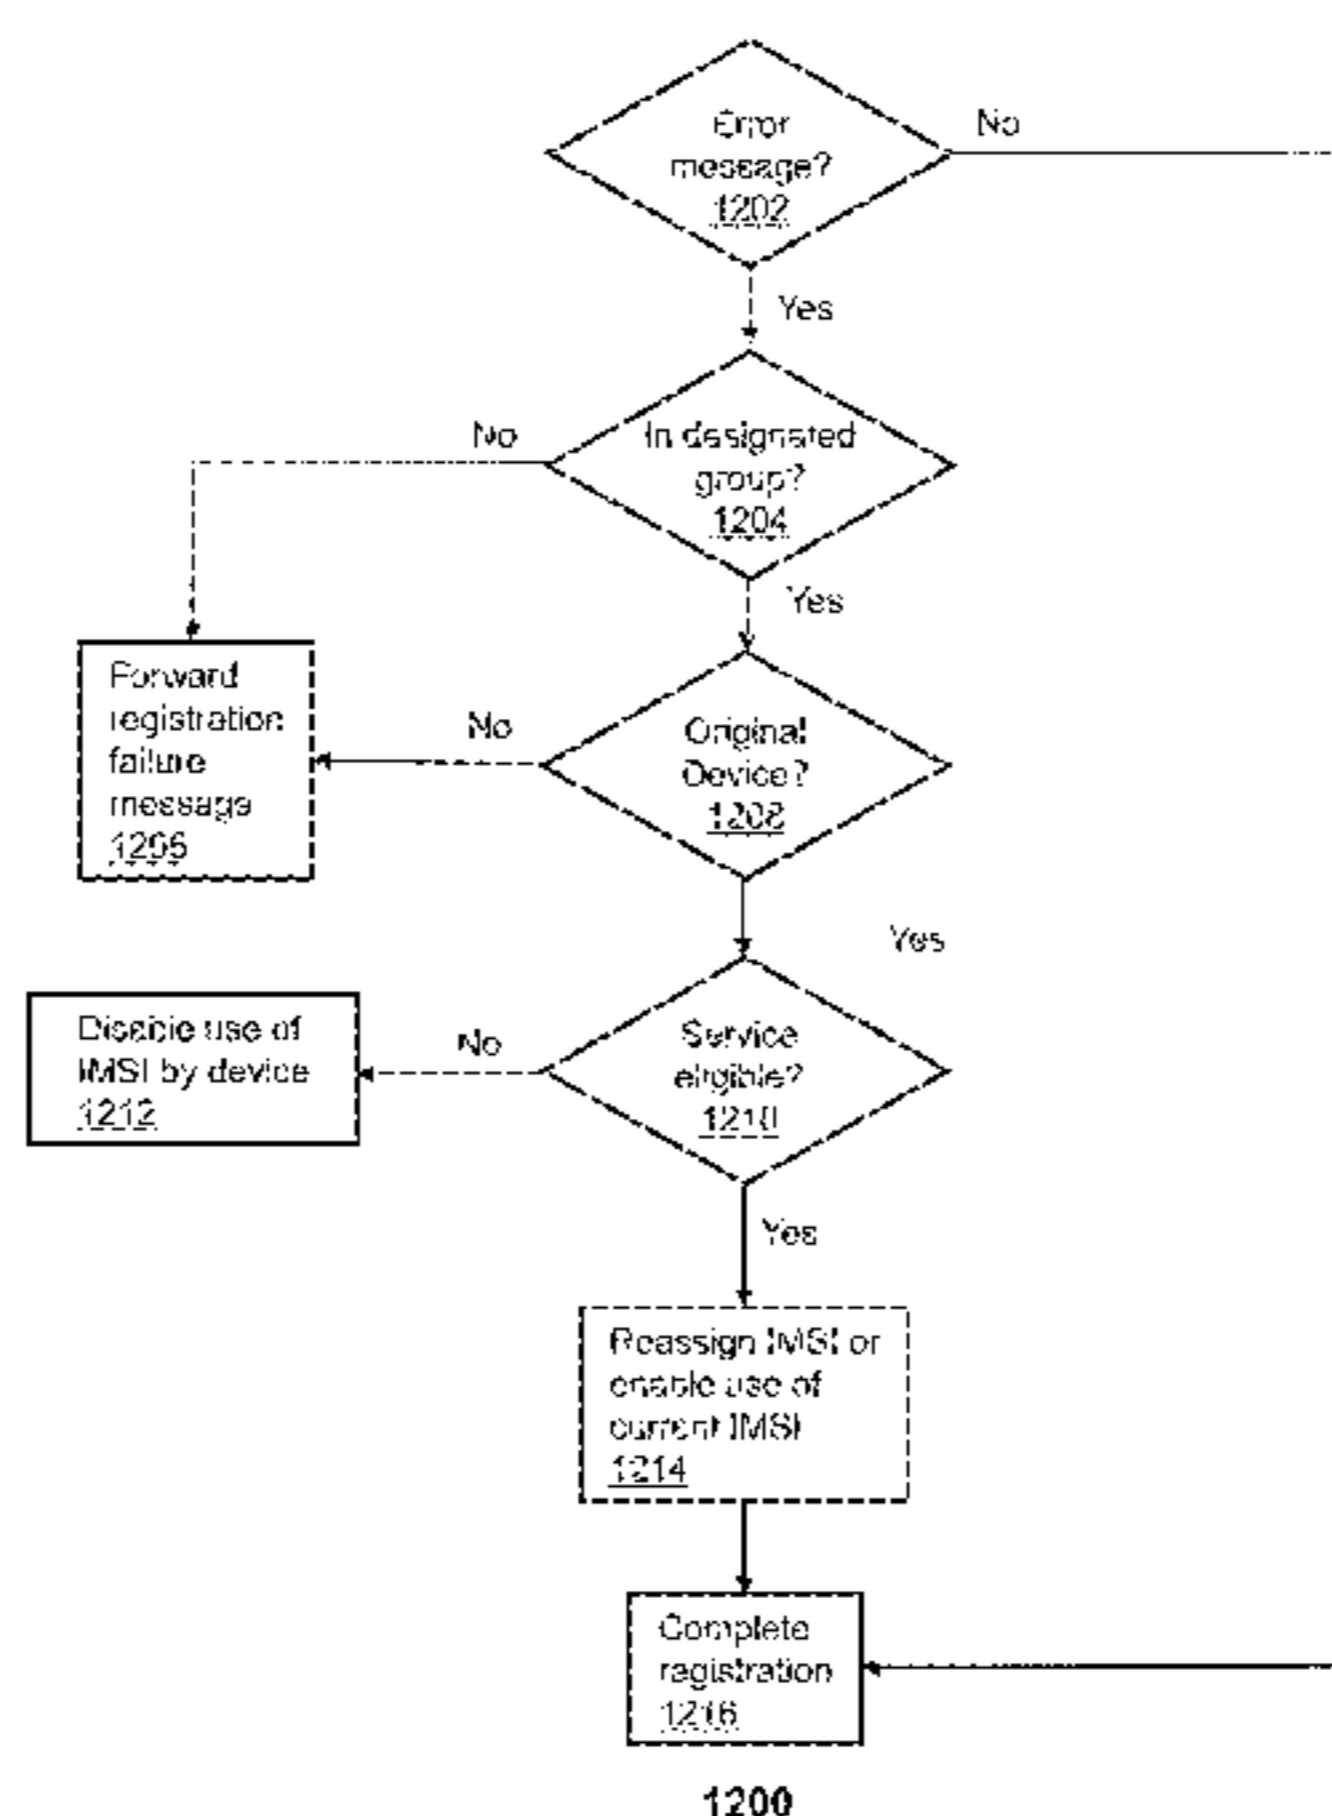 Error
message?
1202
No
Yes
In designated
group?
1204
No
Yes
Forward
registration
failure
message
1206
Original
Device?
1208
No
Yes
Disable use of
IMSI by device
1212
Service
eligible?
1210
No
Yes
Reassign IMSI or
enable use of
current IMSI
1214
Complete
registration
1216
1200